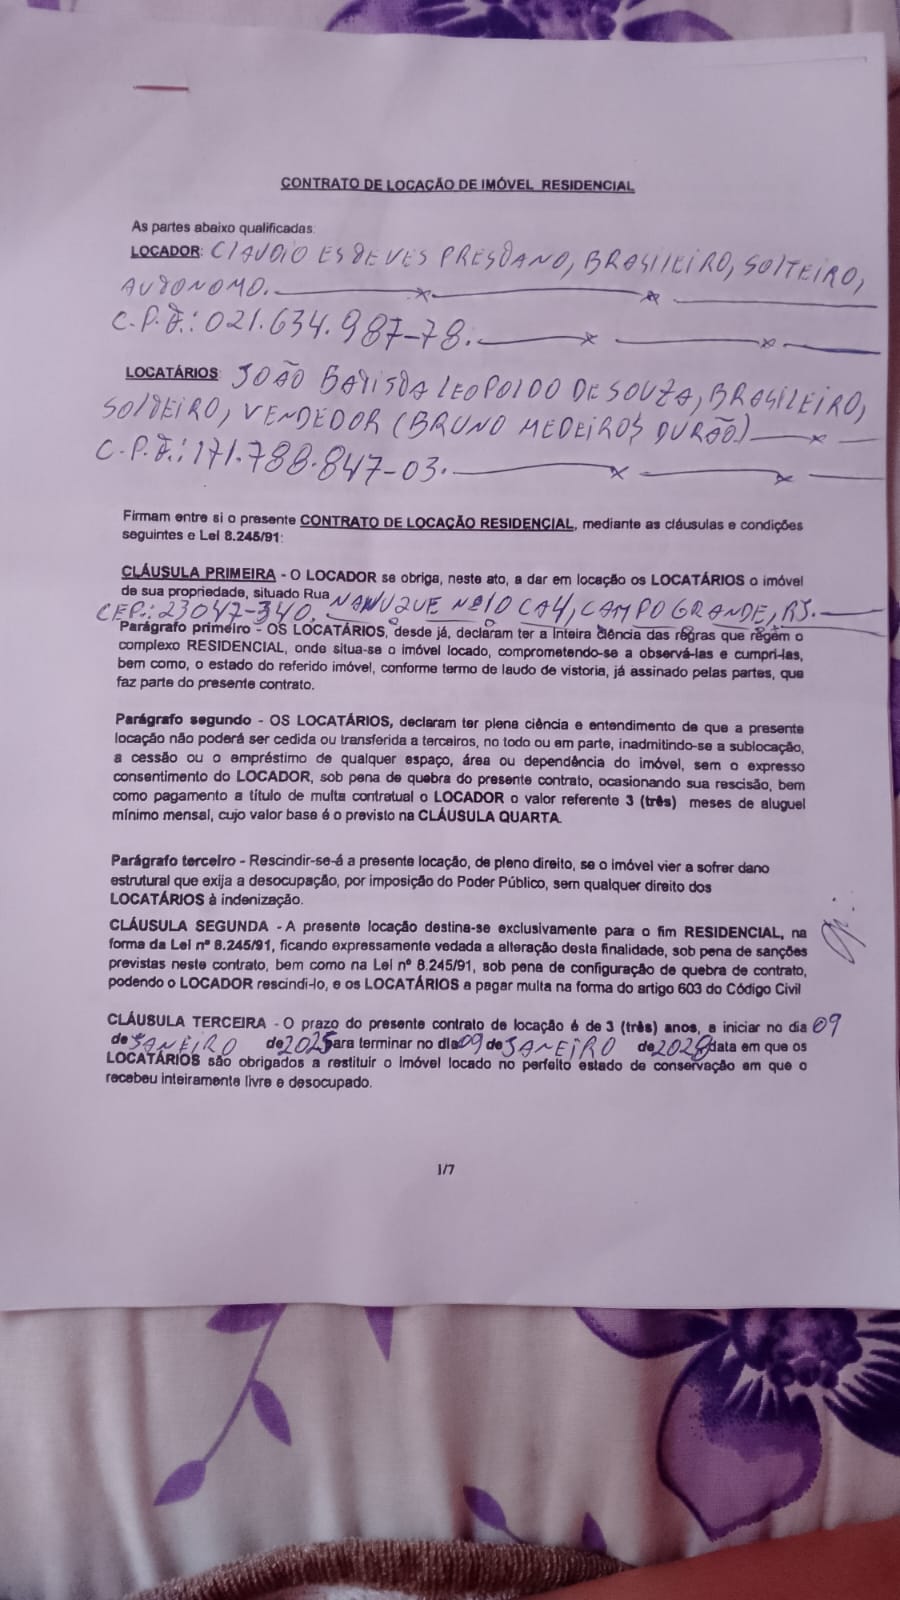 CONTRATO DE LOCAÇÃO DE IMÓVEL RESIDENCIAL
As partes abaixo qualificadas:
LOCADOR: CLAUDIO ESTEVES PRESTANO, BRASILEIRO, SOLTEIRO,
AUTONOMO.
C.P.F.: 021.634.987-78.
LOCATÁRIOS: JOÃO BATISTA LEOPOLDO DE SOUZA, BRASILEIRO,
SOLTEIRO, VENDEDOR (BRUNO MEDEIROS DURÃO)
C.P.F.: 171.788.847-03.
Firmam entre si o presente CONTRATO DE LOCAÇÃO RESIDENCIAL, mediante as cláusulas e condições
seguintes e Lei 8.245/91:
CLÁUSULA PRIMEIRA - O LOCADOR se obriga, neste ato, a dar em locação os LOCATÁRIOS o imóvel
de sua propriedade, situado Rua NANUQUE Nº 10 CA4, CAMPO GRANDE, RJ.
CEP.: 23047-340.
Parágrafo primeiro - OS LOCATÁRIOS, desde já, declaram ter a inteira ciência das regras que regem o
complexo RESIDENCIAL, onde situa-se o imóvel locado, comprometendo-se a observá-las e cumpri-las,
bem como, o estado do referido imóvel, conforme termo de laudo de vistoria, já assinado pelas partes, que
faz parte do presente contrato.
Parágrafo segundo - OS LOCATÁRIOS, declaram ter plena ciência e entendimento de que a presente
locação não poderá ser cedida ou transferida a terceiros, no todo ou em parte, inadmitindo-se a sublocação,
a cessão ou o empréstimo de qualquer espaço, área ou dependência do imóvel, sem o expresso
consentimento do LOCADOR, sob pena de quebra do presente contrato, ocasionando sua rescisão, bem
como pagamento a título de multa contratual o LOCADOR o valor referente 3 (três) meses de aluguel
mínimo mensal, cujo valor base é o previsto na CLÁUSULA QUARTA.
Parágrafo terceiro - Rescindir-se-á a presente locação, de pleno direito, se o imóvel vier a sofrer dano
estrutural que exija a desocupação, por imposição do Poder Público, sem qualquer direito dos
LOCATÁRIOS à indenização.
CLÁUSULA SEGUNDA - A presente locação destina-se exclusivamente para o fim RESIDENCIAL, na
forma da Lei nº 8.245/91, ficando expressamente vedada a alteração desta finalidade, sob pena de sanções
previstas neste contrato, bem como na Lei nº 8.245/91, sob pena de configuração de quebra de contrato,
podendo o LOCADOR rescindi-lo, e os LOCATÁRIOS a pagar multa na forma do artigo 603 do Código Civil
CLÁUSULA TERCEIRA - O prazo do presente contrato de locação é de 3 (três) anos, a iniciar no dia 09
de JANEIRO de 2025 para terminar no dia 09 de JANEIRO de 2028 data em que os
LOCATÁRIOS são obrigados a restituir o imóvel locado no perfeito estado de conservação em que o
recebeu inteiramente livre e desocupado.
1/7